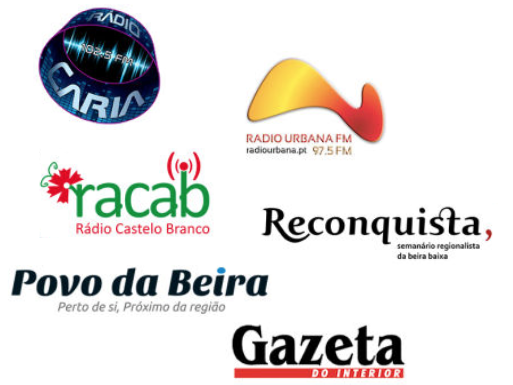 RÁDIO
102.5 FM
CARIA
RADIO URBANA FM
radiourbana.pt 97.5 FM
racab
Rádio Castelo Branco
Reconquista,
semanário regionalista
da beira baixa
Povo da Beira
Perto de si, Próximo da região
Gazeta
DO INTERIOR